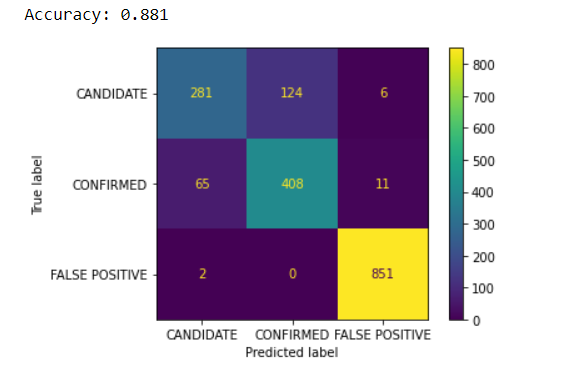 Accuracy: 0.881
CANDIDATE 281 124 6
CONFIRMED 65 408 11
FALSE POSITIVE 2 0 851
True label
CANDIDATE CONFIRMED FALSE POSITIVE
Predicted label
800
700
600
500
400
300
200
100
0